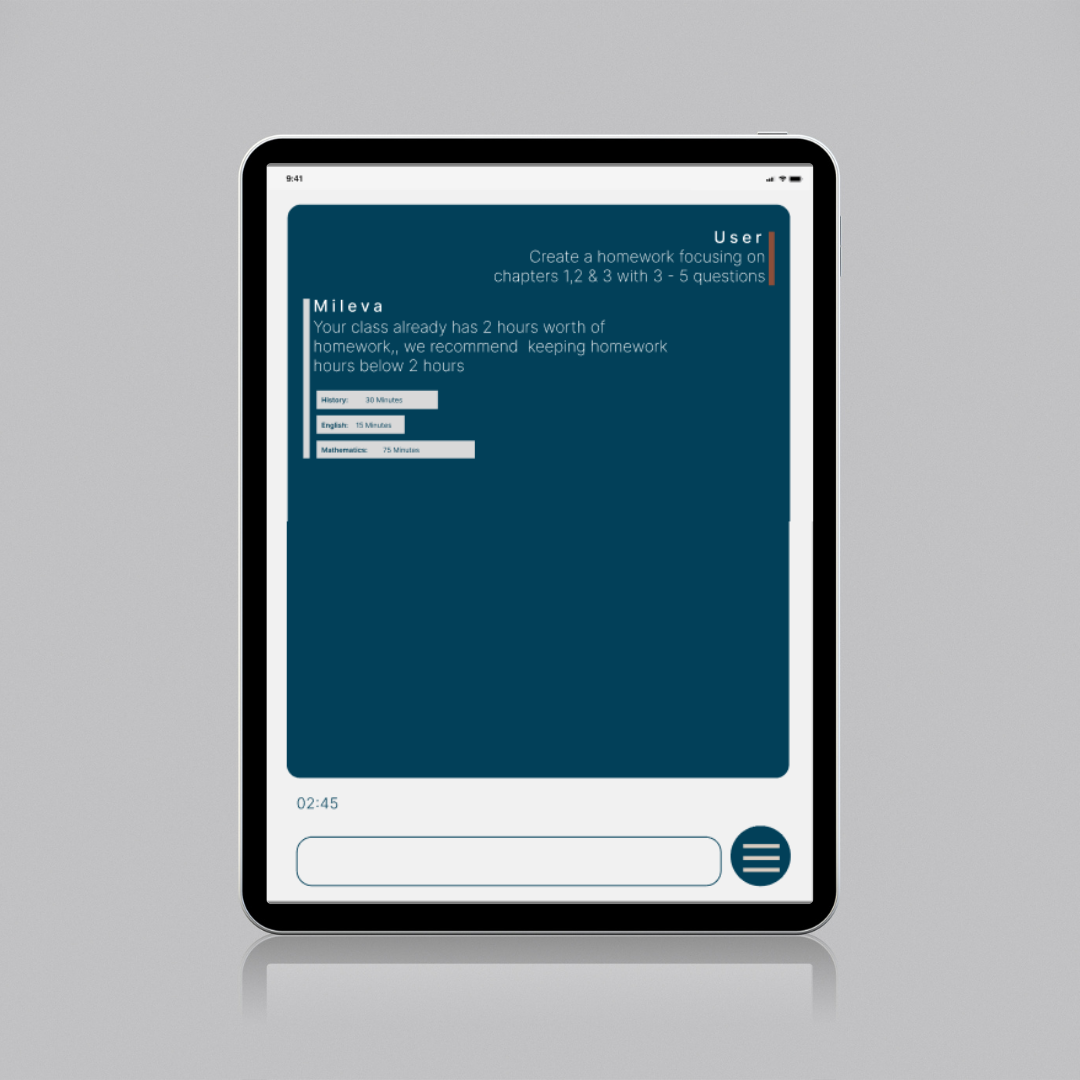 9:41
User
Create a homework focusing on
chapters 1,2 & 3 with 3 - 5 questions
Mileva
Your class already has 2 hours worth of
homework,, we recommend  keeping homework
hours below 2 hours
History: 30 Minutes
English: 15 Minutes
Mathematics: 75 Minutes
02:45